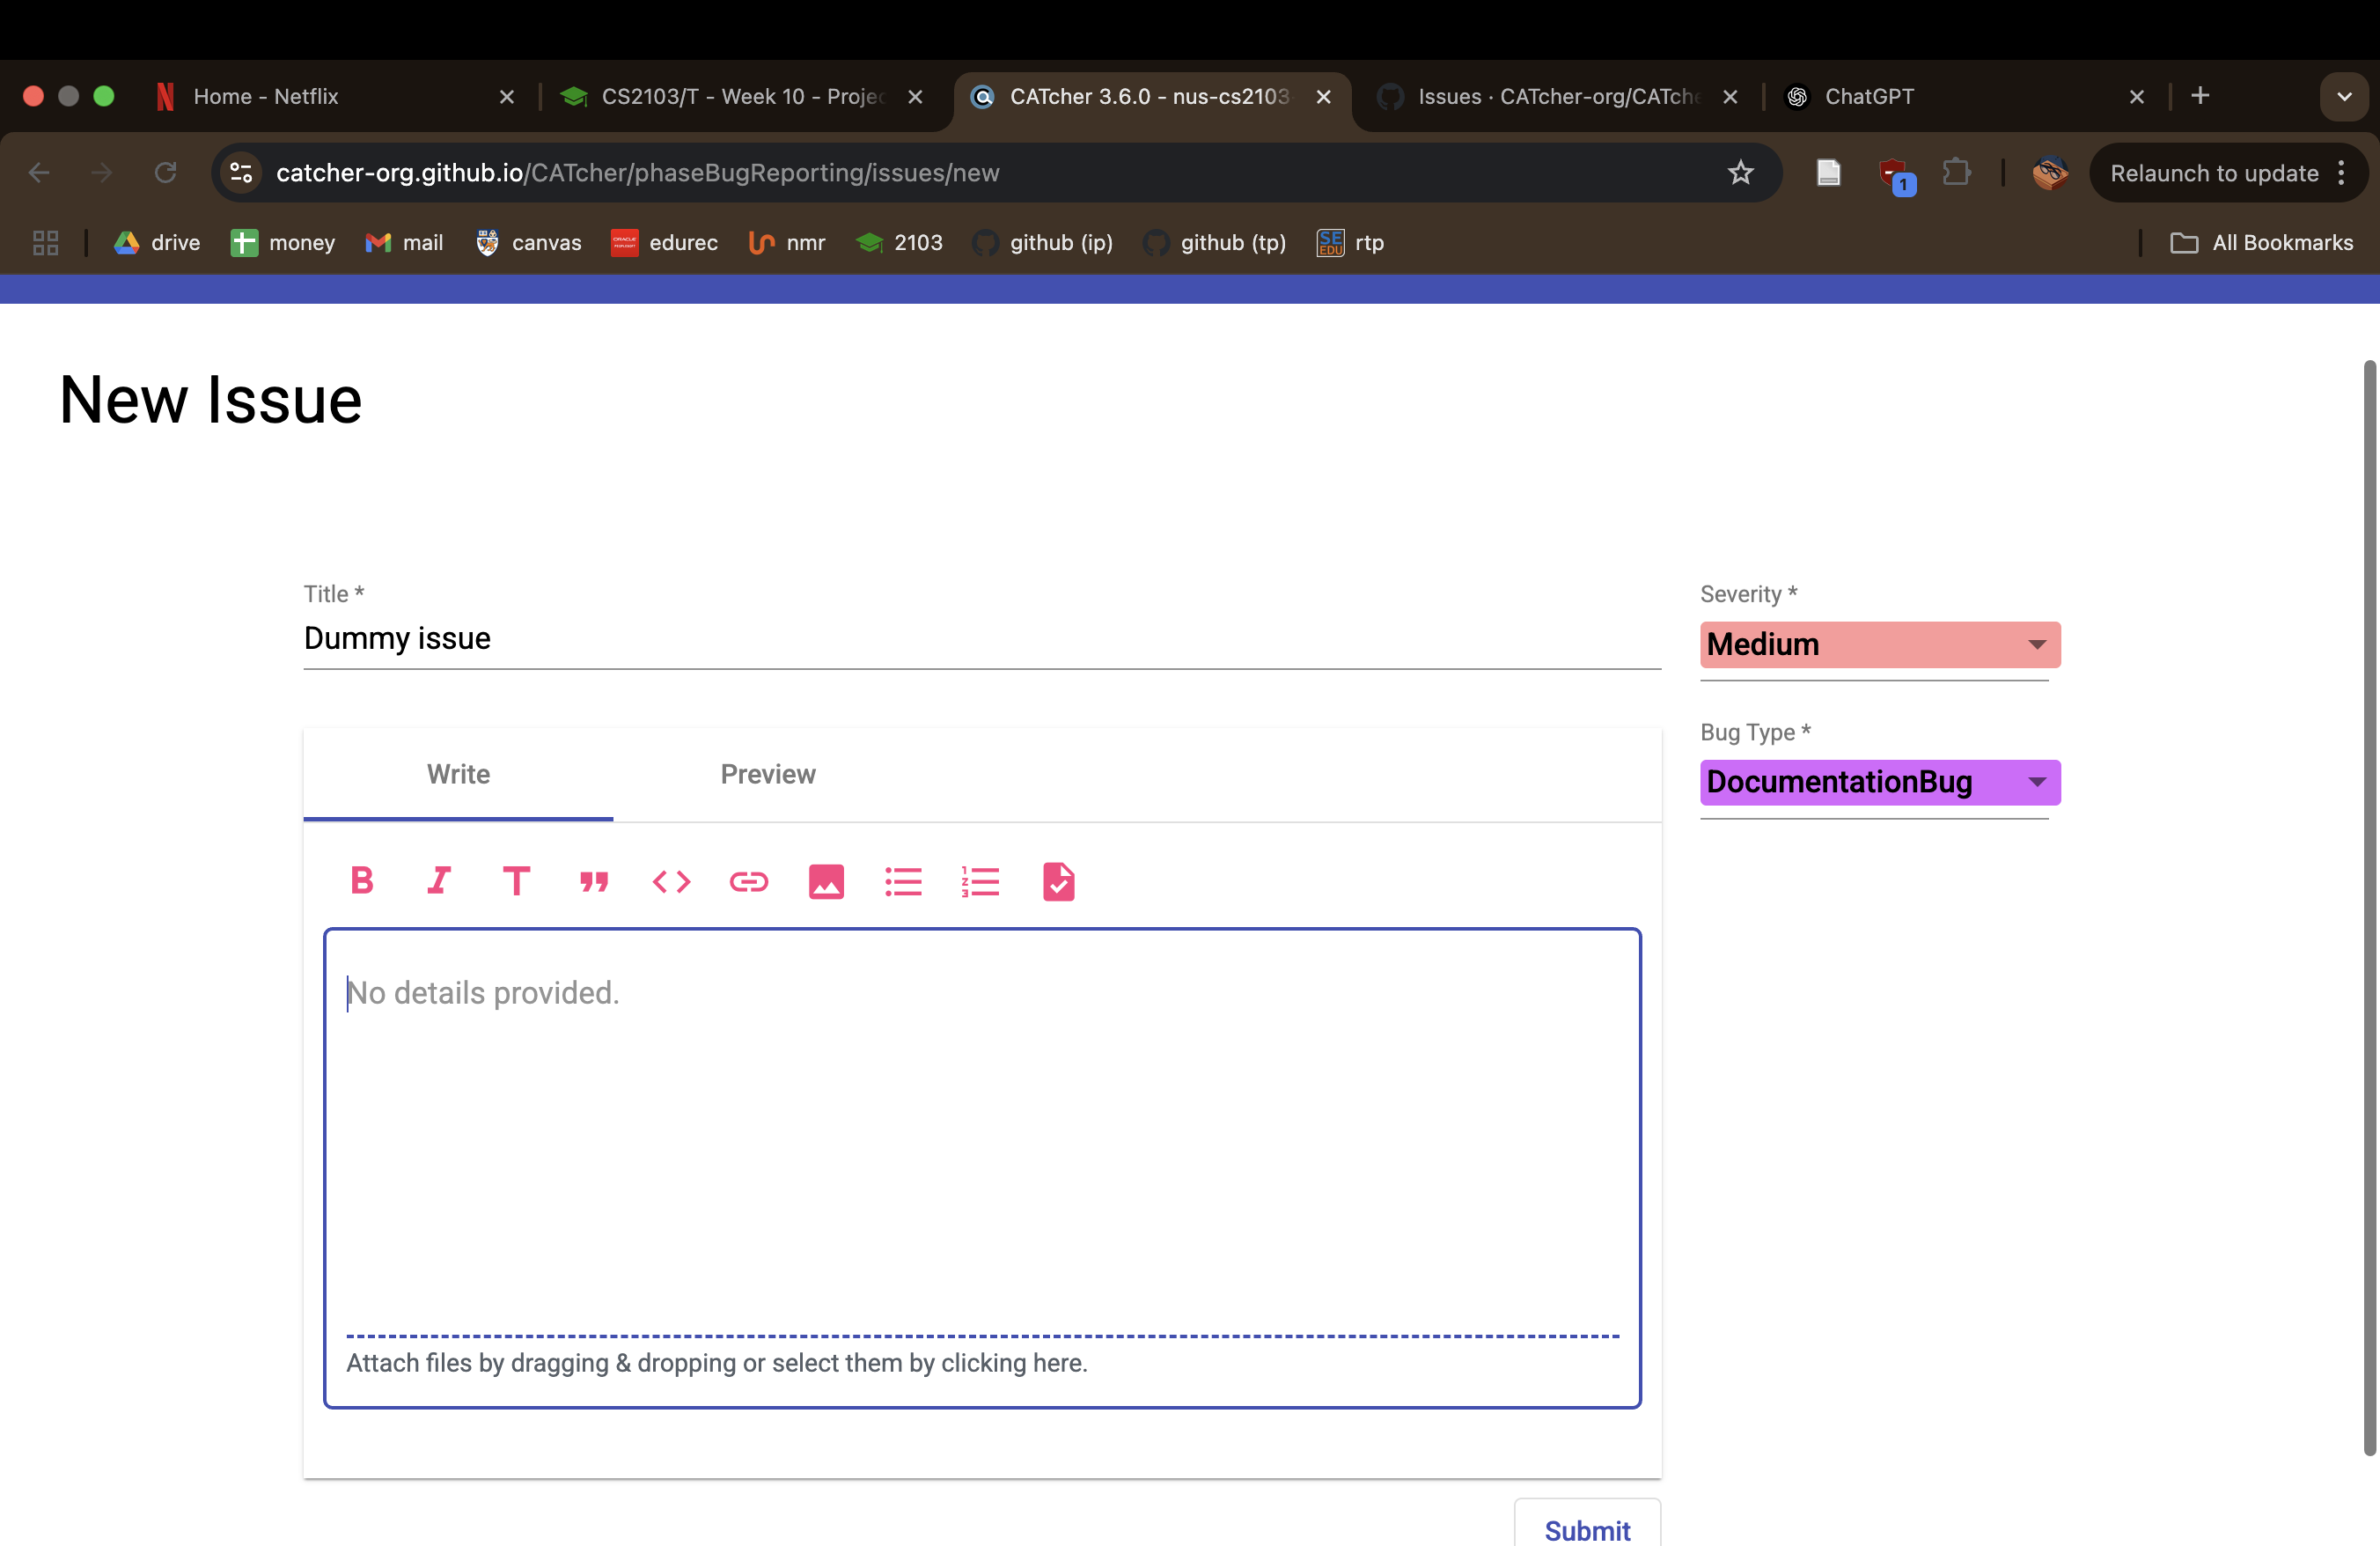 Home - Netflix
CS2103/T - Week 10 - Projec
CATcher 3.6.0 - nus-cs2103-
Issues · CATcher-org/CATche
ChatGPT
catcher-org.github.io/CATcher/phaseBugReporting/issues/new
1
Relaunch to update
drive
money
mail
canvas
edurec
nmr
2103
github (ip)
github (tp)
SE EDU
rtp
All Bookmarks
New Issue
Title *
Dummy issue
Severity *
Medium
Bug Type *
DocumentationBug
Write
Preview
No details provided.
Attach files by dragging & dropping or select them by clicking here.
Submit